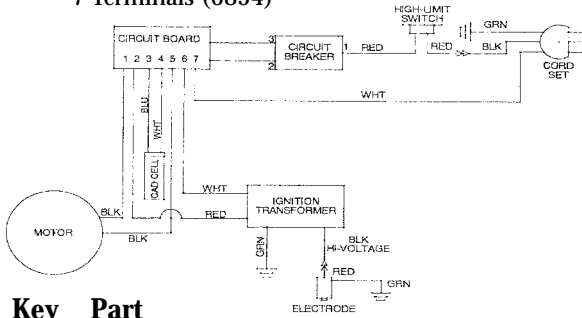 7 Terminals (6854)
HIGH-LIMIT
SWITCH
GRN
CIRCUIT BOARD
1 2 3 4 5 6 7
3
2
CIRCUIT
BREAKER
1
RED
RED
BLK
CORD
SET
WHT
BLU
WHT
CAD CELL
WHT
RED
IGNITION
TRANSFORMER
BLK
MOTOR
BLK
GRN
BLK
HI-VOLTAGE
RED
GRN
ELECTRODE
Key Part